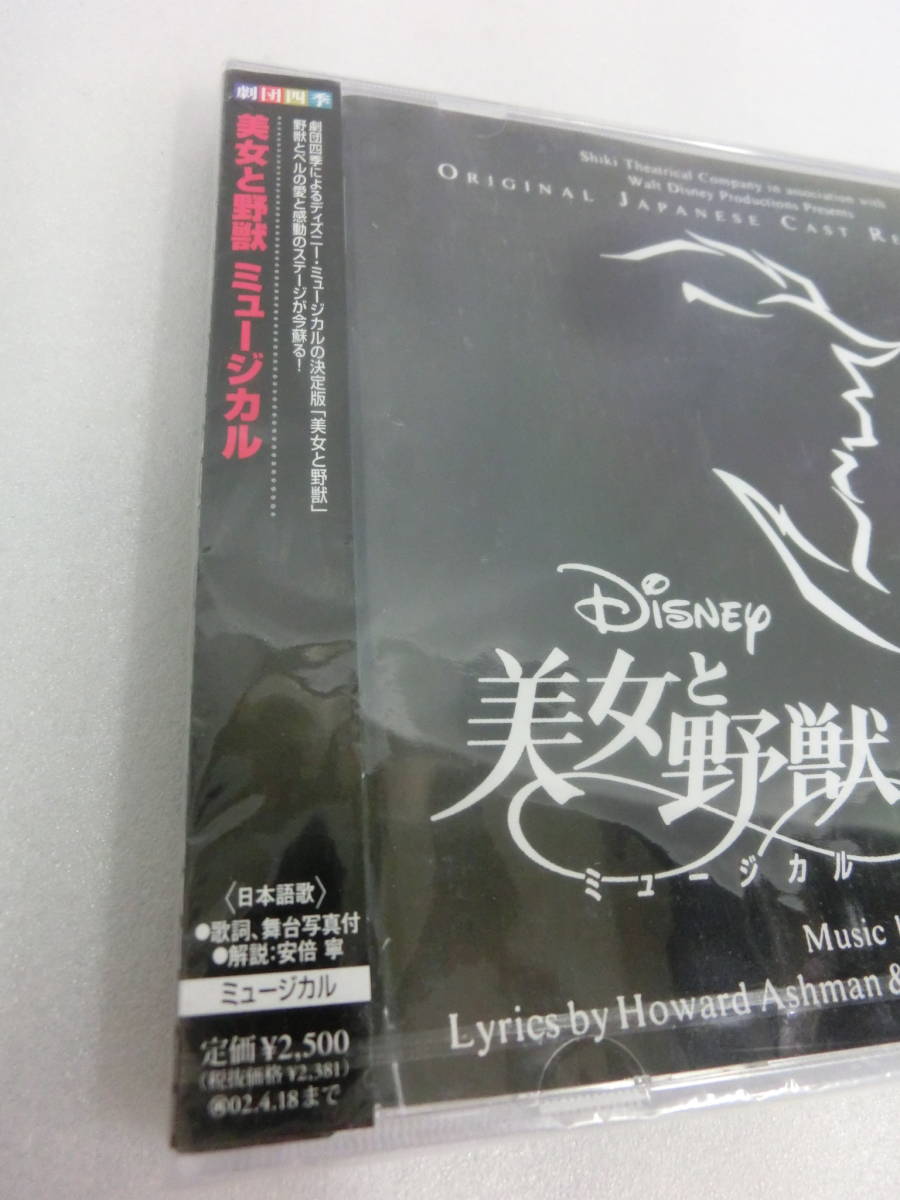 劇団四季
美女と野獣 ミュージカル
劇団四季によるディズニー・ミュージカルの決定版「美女と野獣」
野獣とベルの愛と感動のステージが今蘇る!
〈日本語歌〉
●歌詞、舞台写真付
●解説:安倍 寧
ミュージカル
定価¥2,500
(税抜価格¥2,381)
02.4.18まで
Shiki Theatrical Company in association with
Walt Disney Productions Presents
ORIGINAL JAPANESE CAST RE
DISNEY
美女と野獣
ミュージカル
Music
Lyrics by Howard Ashman &